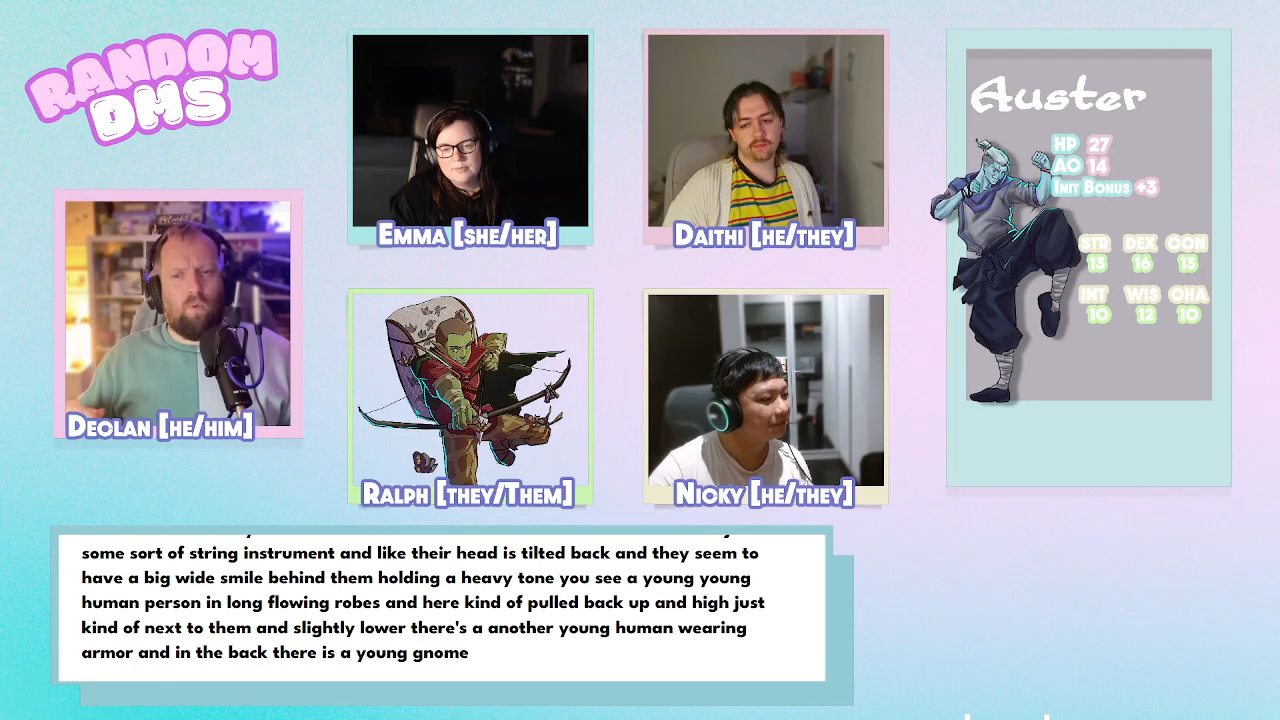 RANDOM
DMS
EMMA [SHE/HER]
DAITHI [HE/THEY]
DECLAN [HE/HIM]
RALPH [THEY/THEM]
NICKY [HE/THEY]
Auster
HP 27
AC 14
INIT BONUS +3
STR DEX CON
13 16 13
INT WIS CHA
10 12 10
some sort of string instrument and like their head is tilted back and they seem to
have a big wide smile behind them holding a heavy tone you see a young young
human person in long flowing robes and here kind of pulled back up and high just
kind of next to them and slightly lower there's a another young human wearing
armor and in the back there is a young gnome